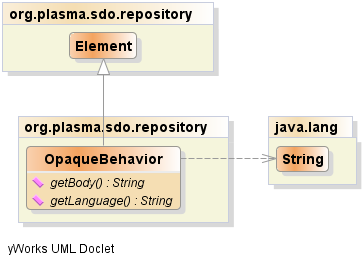 org.plasma.sdo.repository
Element
org.plasma.sdo.repository
OpaqueBehavior
getBody() : String
getLanguage() : String
java.lang
String
yWorks UML Doclet